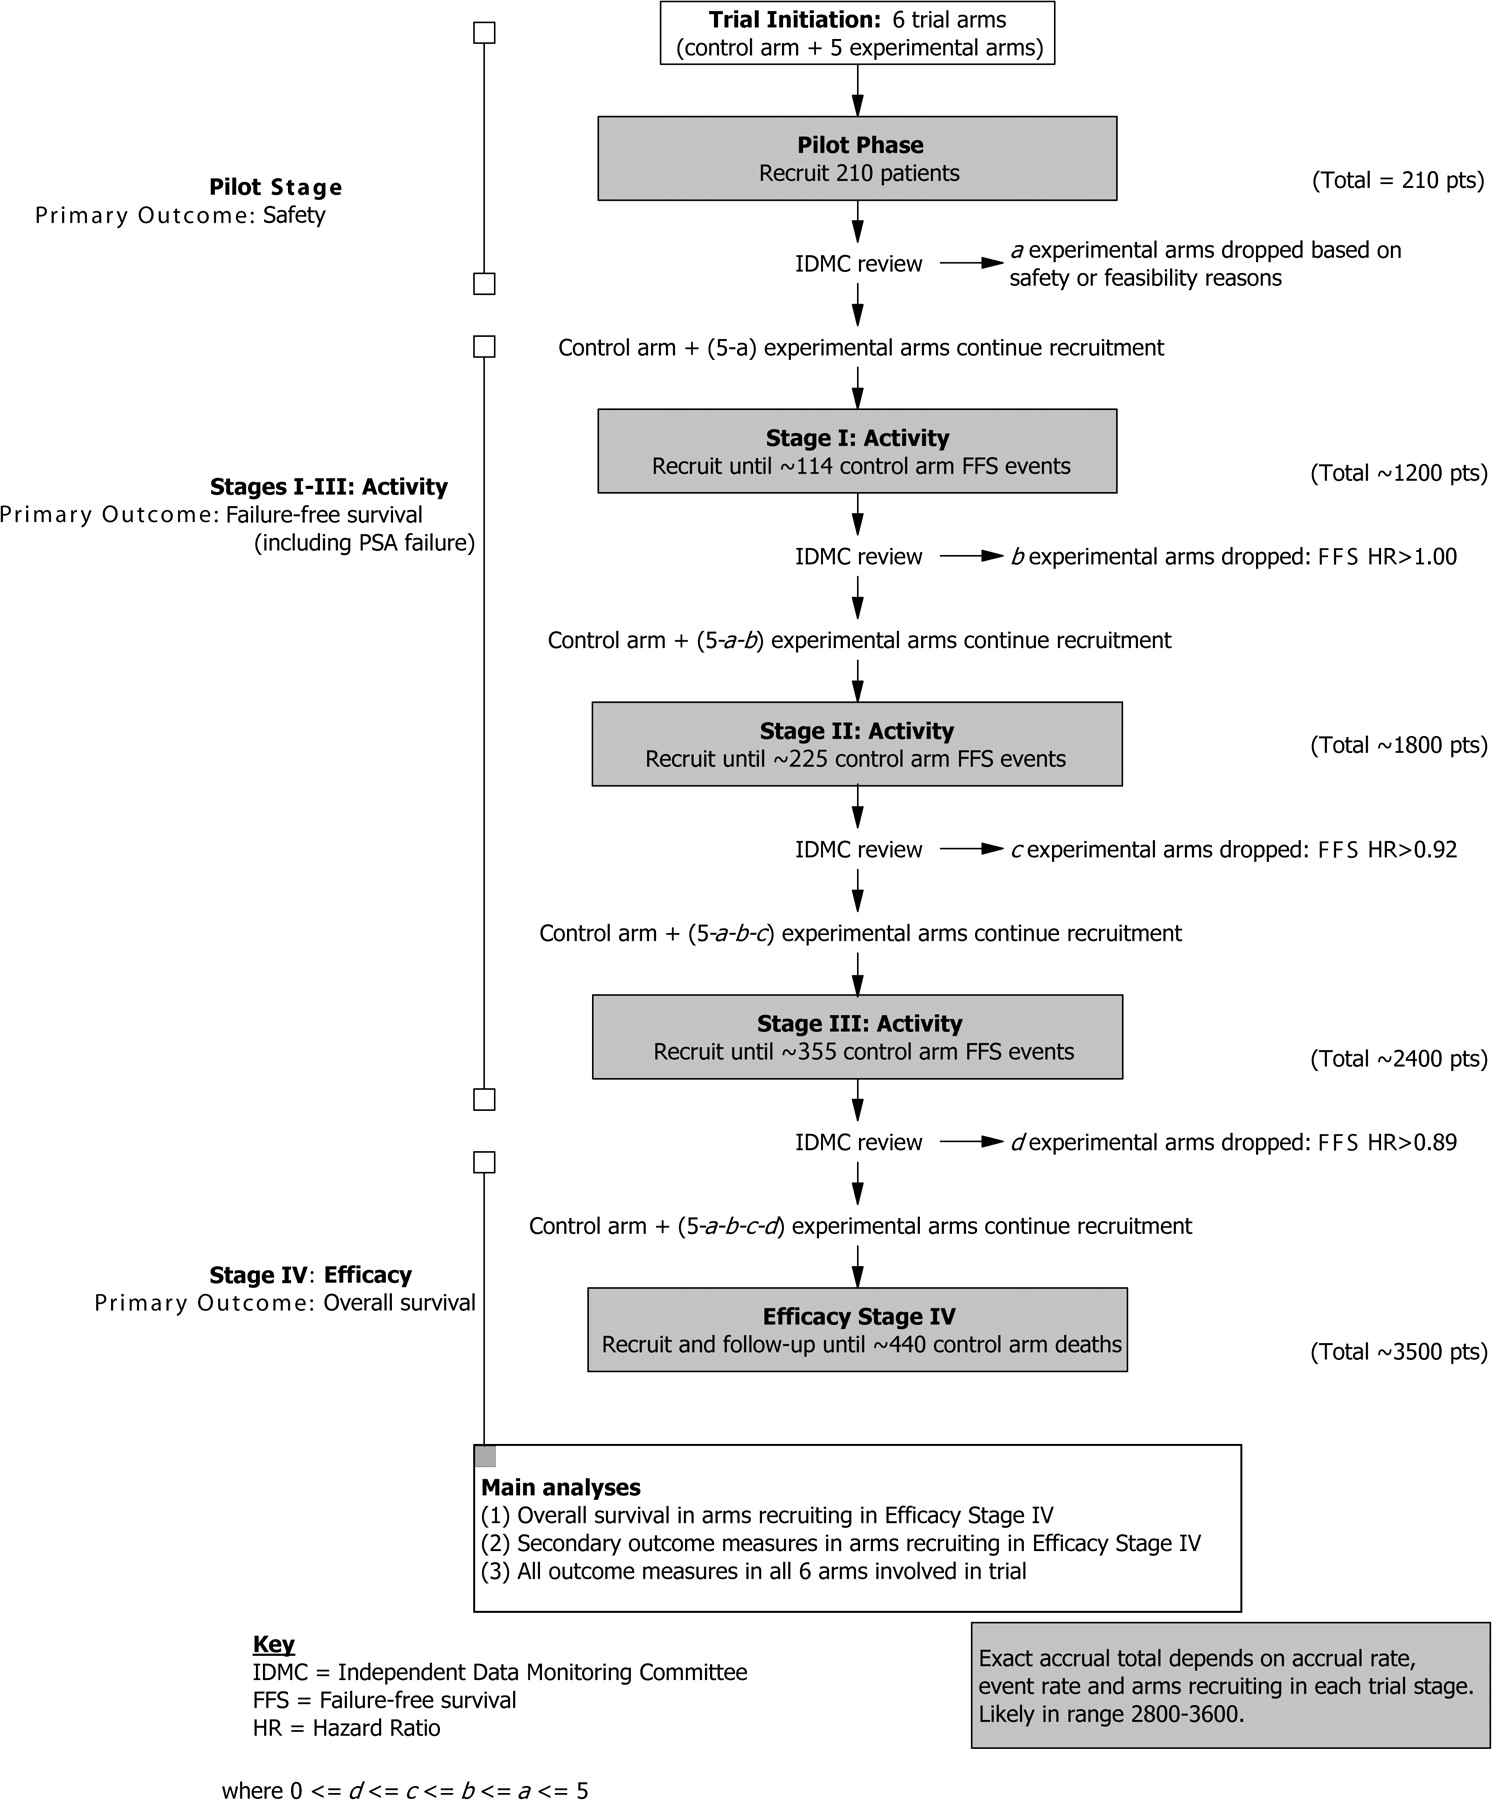 Trial Initiation: 6 trial arms
(control arm + 5 experimental arms)
Pilot Phase
Recruit 210 patients
(Total = 210 pts)
Pilot Stage
Primary Outcome: Safety
IDMC review
a experimental arms dropped based on
safety or feasibility reasons
Control arm + (5-a) experimental arms continue recruitment
Stage I: Activity
Recruit until ~114 control arm FFS events
(Total ~1200 pts)
Stages I-III: Activity
Primary Outcome: Failure-free survival
(including PSA failure)
IDMC review
b experimental arms dropped: FFS HR>1.00
Control arm + (5-a-b) experimental arms continue recruitment
Stage II: Activity
Recruit until ~225 control arm FFS events
(Total ~1800 pts)
IDMC review
c experimental arms dropped: FFS HR>0.92
Control arm + (5-a-b-c) experimental arms continue recruitment
Stage III: Activity
Recruit until ~355 control arm FFS events
(Total ~2400 pts)
IDMC review
d experimental arms dropped: FFS HR>0.89
Control arm + (5-a-b-c-d) experimental arms continue recruitment
Stage IV: Efficacy
Primary Outcome: Overall survival
Efficacy Stage IV
Recruit and follow-up until ~440 control arm deaths
(Total ~3500 pts)
Main analyses
(1) Overall survival in arms recruiting in Efficacy Stage IV
(2) Secondary outcome measures in arms recruiting in Efficacy Stage IV
(3) All outcome measures in all 6 arms involved in trial
Key
IDMC = Independent Data Monitoring Committee
FFS = Failure-free survival
HR = Hazard Ratio
Exact accrual total depends on accrual rate,
event rate and arms recruiting in each trial stage.
Likely in range 2800-3600.
where 0 <= d <= c <= b <= a <= 5